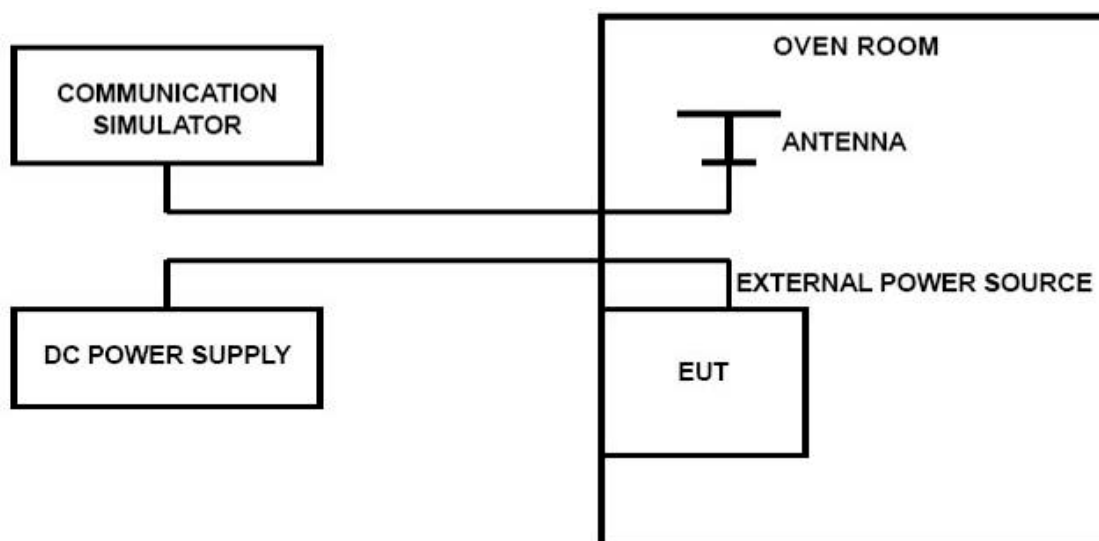 OVEN ROOM
COMMUNICATION
SIMULATOR
ANTENNA
EXTERNAL POWER SOURCE
DC POWER SUPPLY
EUT